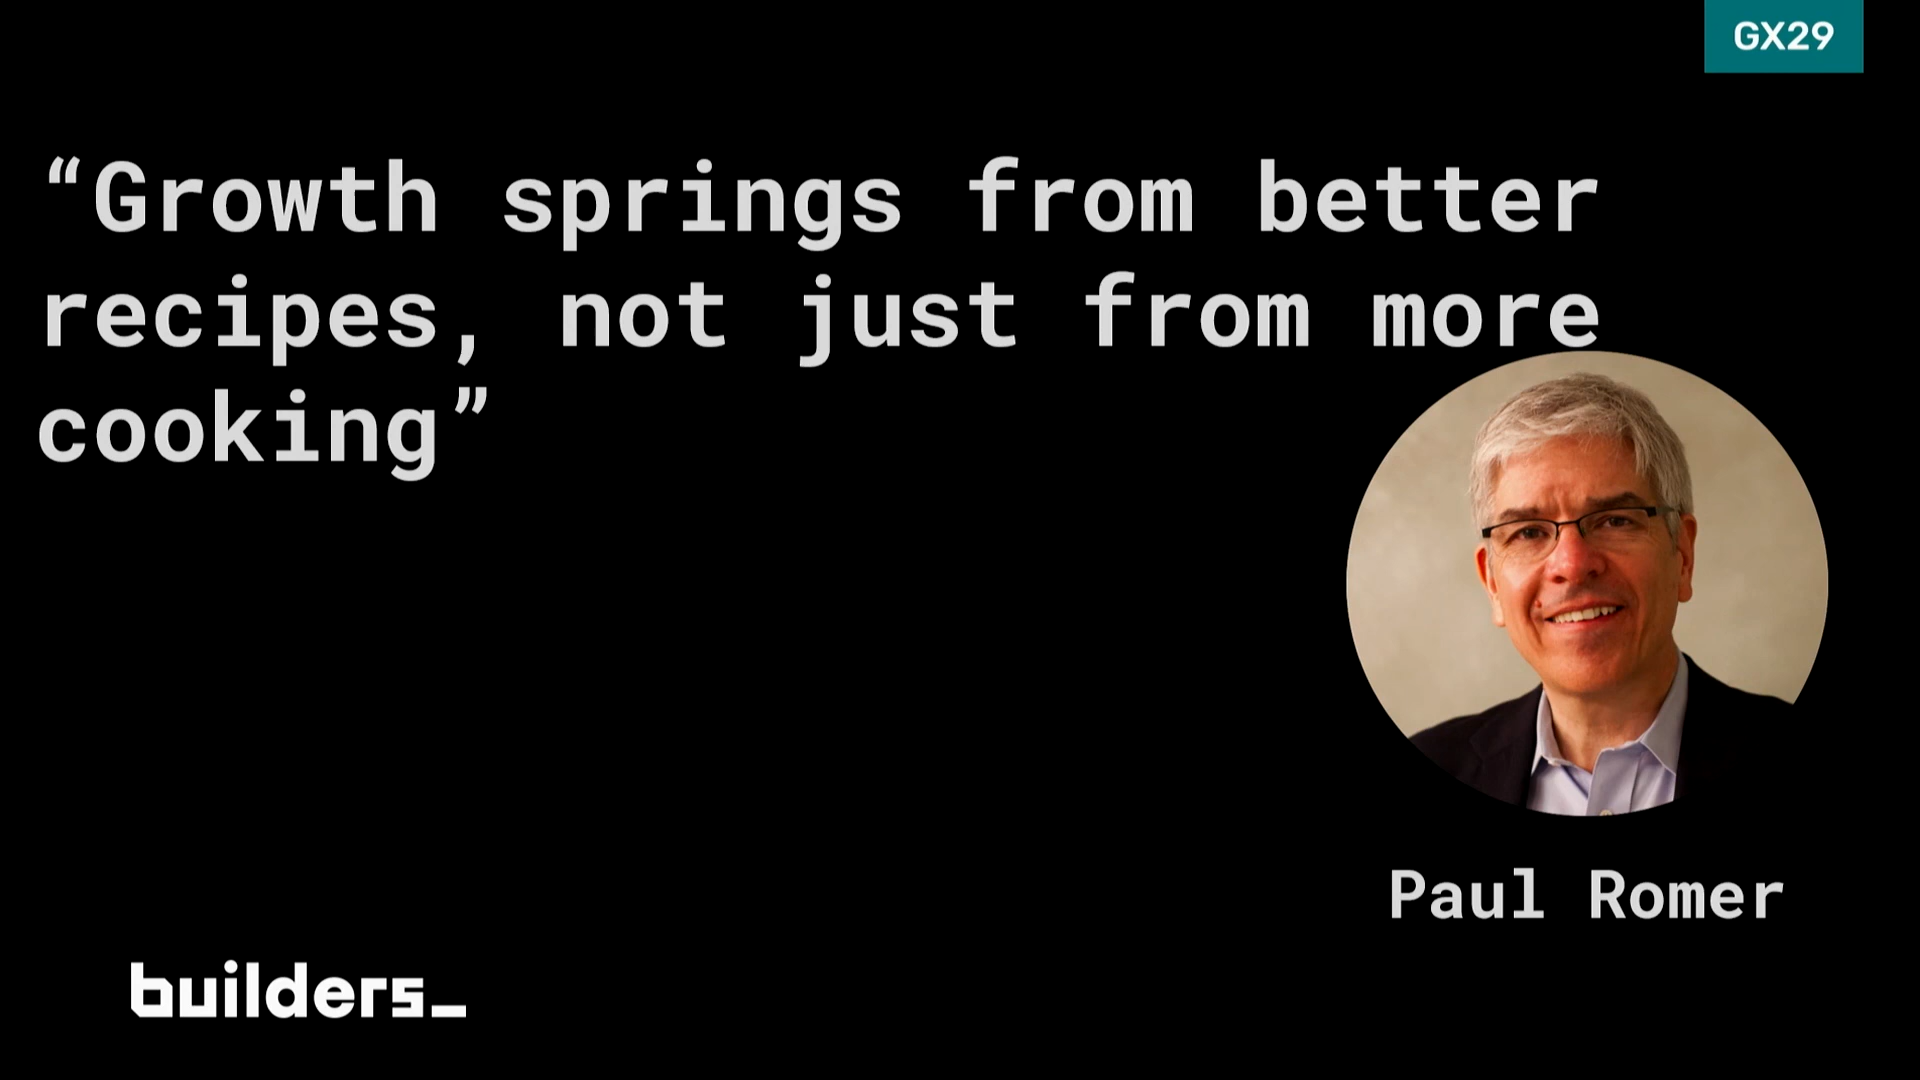 GX29
“Growth springs from better
recipes, not just from more
cooking”
Paul Romer
builders_